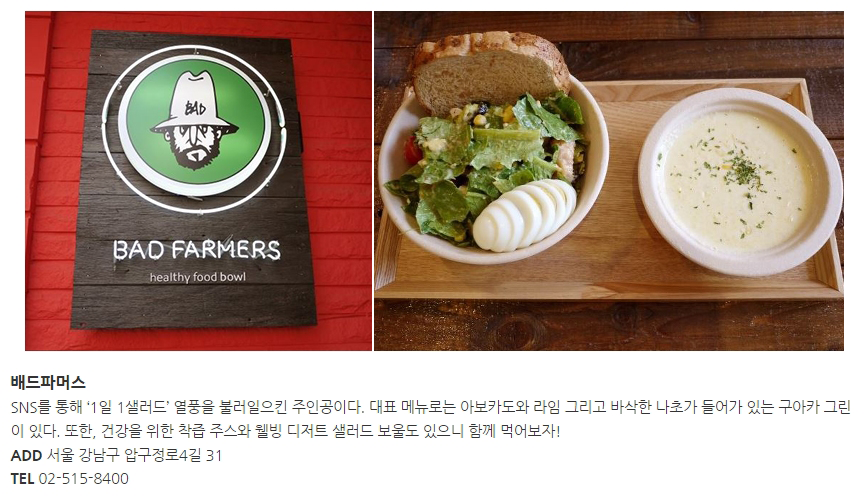 BAD
BAD FARMERS
healthy food bowl
배드파머스
SNS를 통해 ‘1일 1샐러드’ 열풍을 불러일으킨 주인공이다. 대표 메뉴로는 아보카도와 라임 그리고 바삭한 나초가 들어가 있는 구아카 그린
이 있다. 또한, 건강을 위한 착즙 주스와 웰빙 디저트 샐러드 보울도 있으니 함께 먹어보자!
ADD 서울 강남구 압구정로4길 31
TEL 02-515-8400